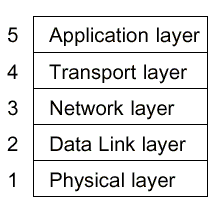 5 Application layer
4 Transport layer
3 Network layer
2 Data Link layer
1 Physical layer